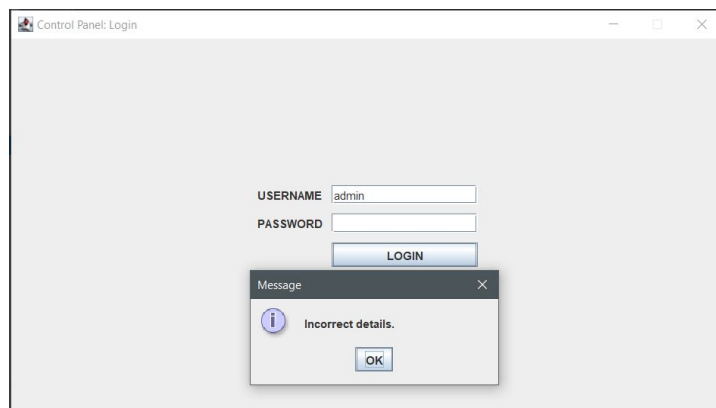 Control Panel: Login
USERNAME admin
PASSWORD
LOGIN
Message
Incorrect details.
OK